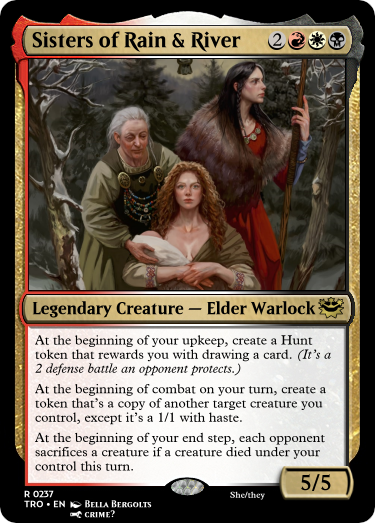 Sisters of Rain & River 2
Legendary Creature — Elder Warlock
At the beginning of your upkeep, create a Hunt
token that rewards you with drawing a card. (It's a
2 defense battle an opponent protects.)
At the beginning of combat on your turn, create a
token that's a copy of another target creature you
control, except it's a 1/1 with haste.
At the beginning of your end step, each opponent
sacrifices a creature if a creature died under your
control this turn.
5/5
R 0237
TRO • EN Bella Bergolts She/they
CRIME?